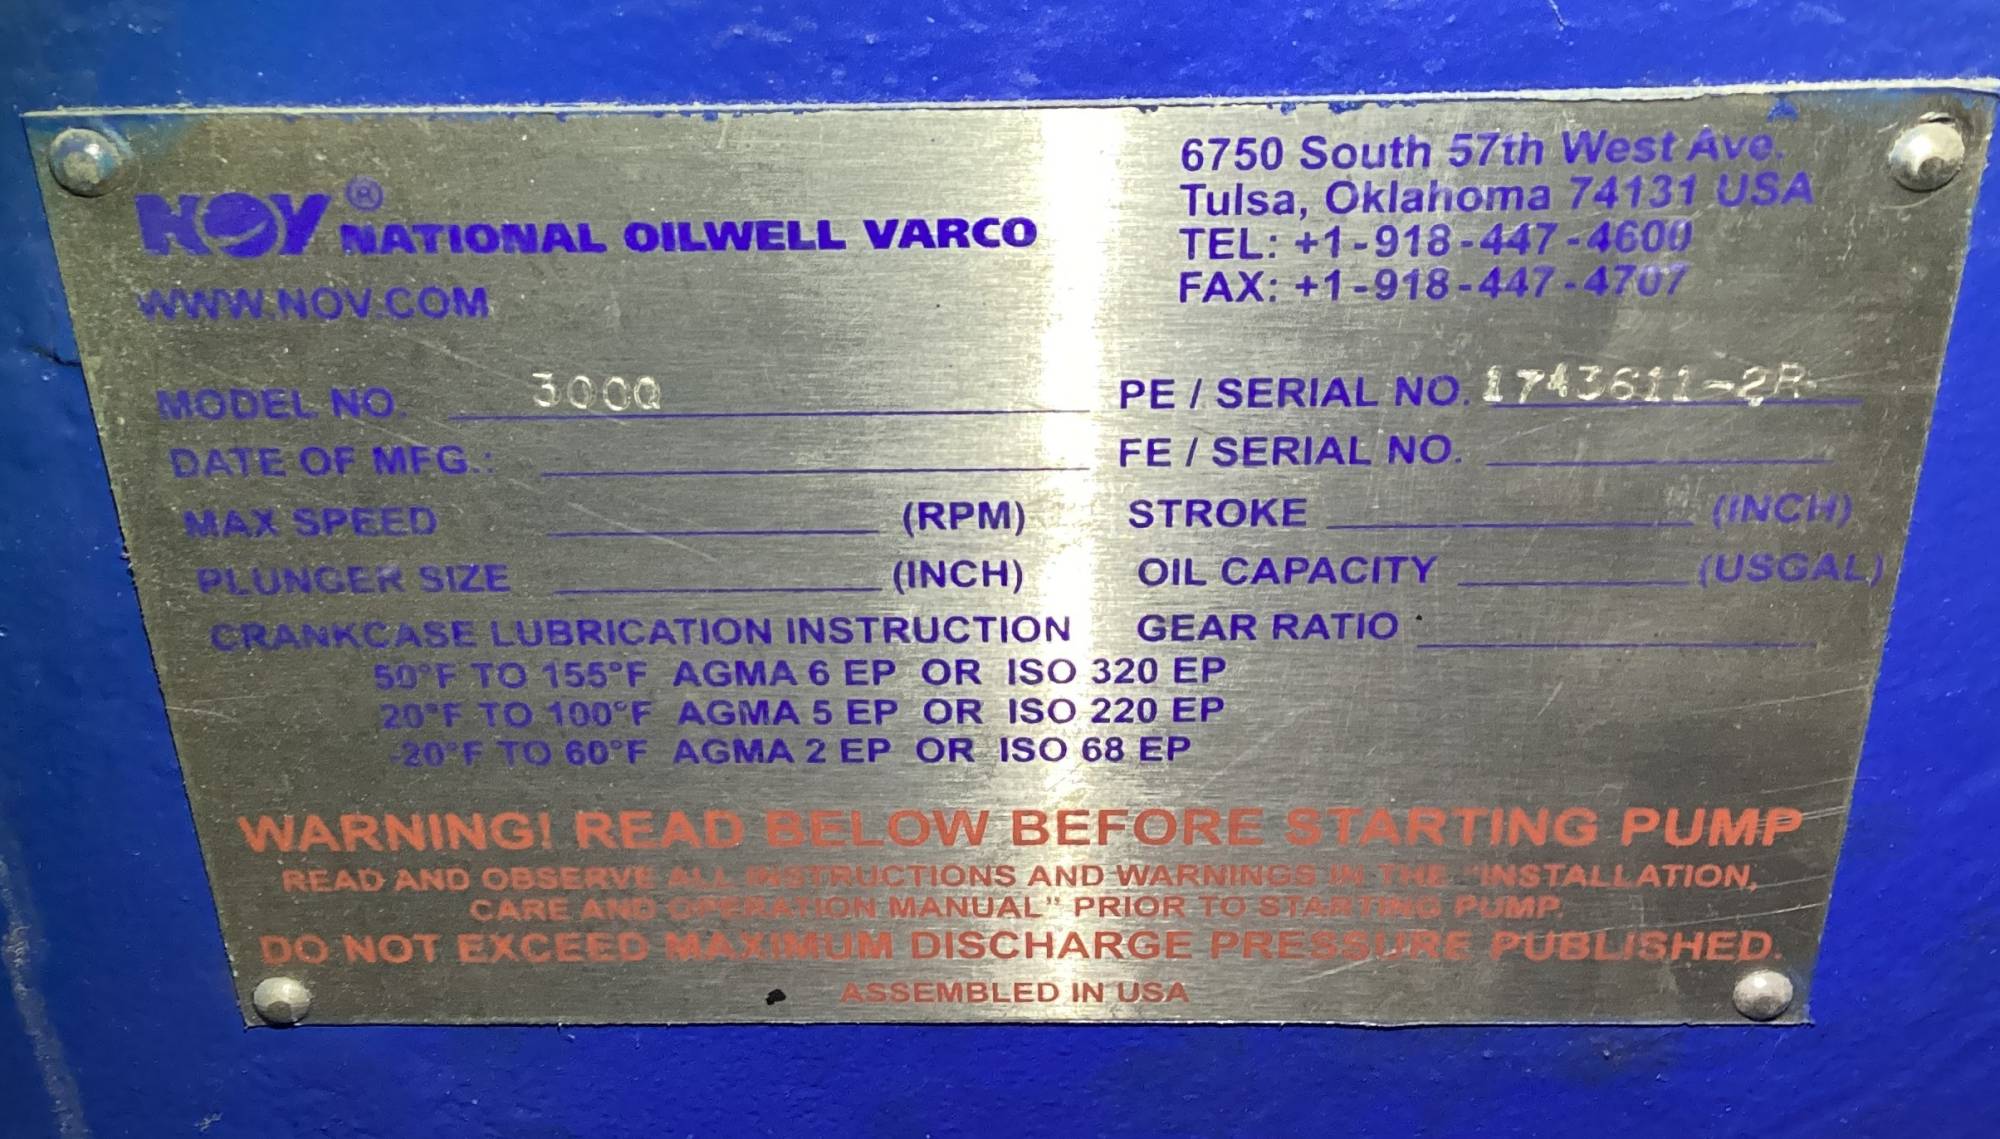 NOV® NATIONAL OILWELL VARCO
WWW.NOV.COM
6750 South 57th West Ave.
Tulsa, Oklahoma 74131 USA
TEL: +1-918-447-4600
FAX: +1-918-447-4707
MODEL NO. 300Q
PE / SERIAL NO. 1743611-2R
DATE OF MFG.:
FE / SERIAL NO.
MAX SPEED (RPM)
STROKE (INCH)
PLUNGER SIZE (INCH)
OIL CAPACITY (USGAL)
CRANKCASE LUBRICATION INSTRUCTION
GEAR RATIO
50°F TO 155°F AGMA 6 EP OR ISO 320 EP
20°F TO 100°F AGMA 5 EP OR ISO 220 EP
-20°F TO 60°F AGMA 2 EP OR ISO 68 EP
WARNING! READ BELOW BEFORE STARTING PUMP
READ AND OBSERVE ALL INSTRUCTIONS AND WARNINGS IN THE "INSTALLATION,
CARE AND OPERATION MANUAL" PRIOR TO STARTING PUMP.
DO NOT EXCEED MAXIMUM DISCHARGE PRESSURE PUBLISHED.
ASSEMBLED IN USA